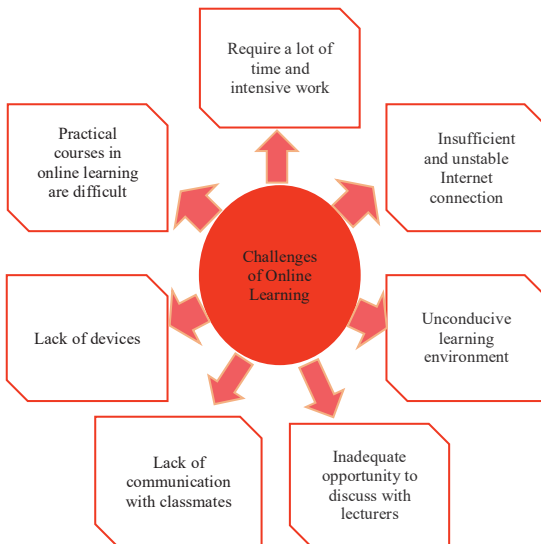 Require a lot of
time and
intensive work
Insufficient
and unstable
Internet
connection
Unconducive
learning
environment
Inadequate
opportunity to
discuss with
lecturers
Lack of
communication
with classmates
Lack of devices
Practical
courses in
online learning
are difficult
Challenges
of Online
Learning